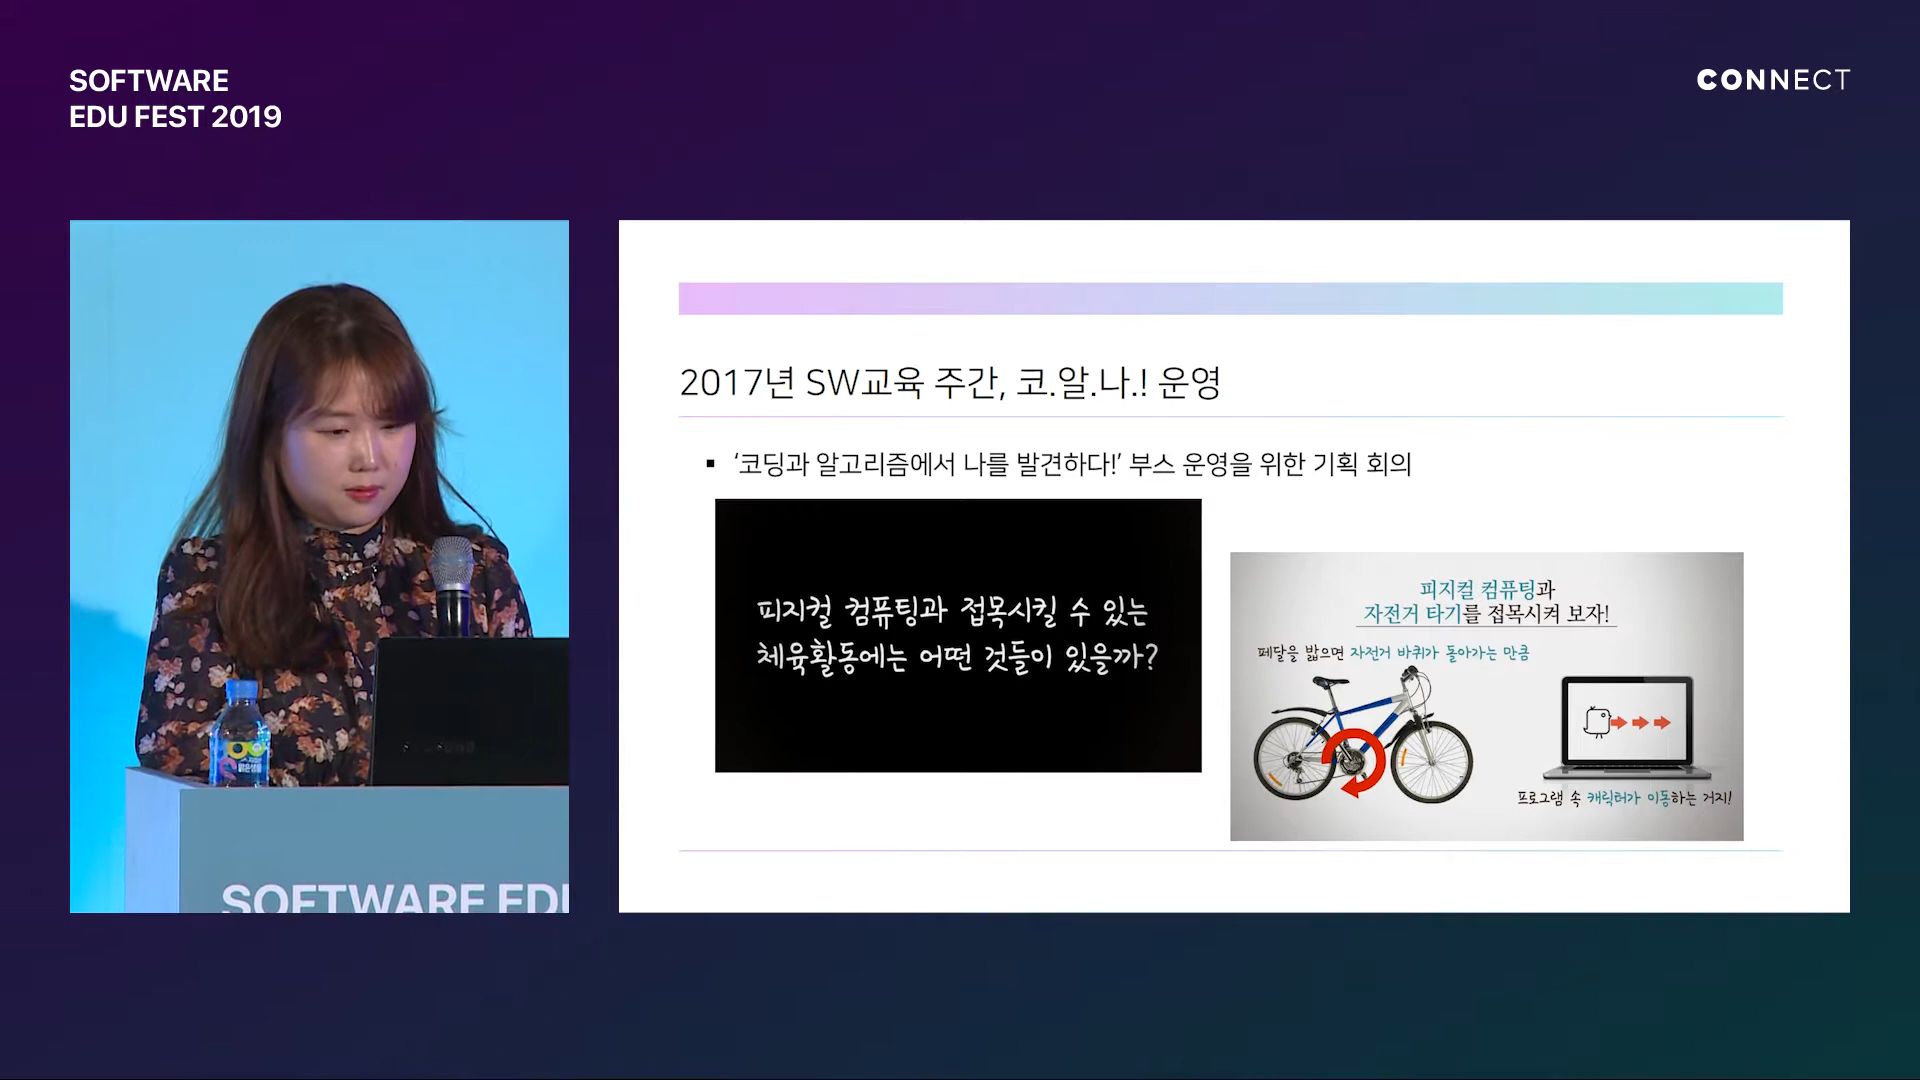 SOFTWARE
EDU FEST 2019
CONNECT
2017년 SW교육 주간, 코.알.나.! 운영
▪ ‘코딩과 알고리즘에서 나를 발견하다!’ 부스 운영을 위한 기획 회의
피지컬 컴퓨팅과 접목시킬 수 있는
체육활동에는 어떤 것들이 있을까?
피지컬 컴퓨팅과
자전거 타기를 접목시켜 보자!
페달을 밟으면 자전거 바퀴가 돌아가는 만큼
프로그램 속 캐릭터가 이동하는 거지!
SOFTWARE EDU